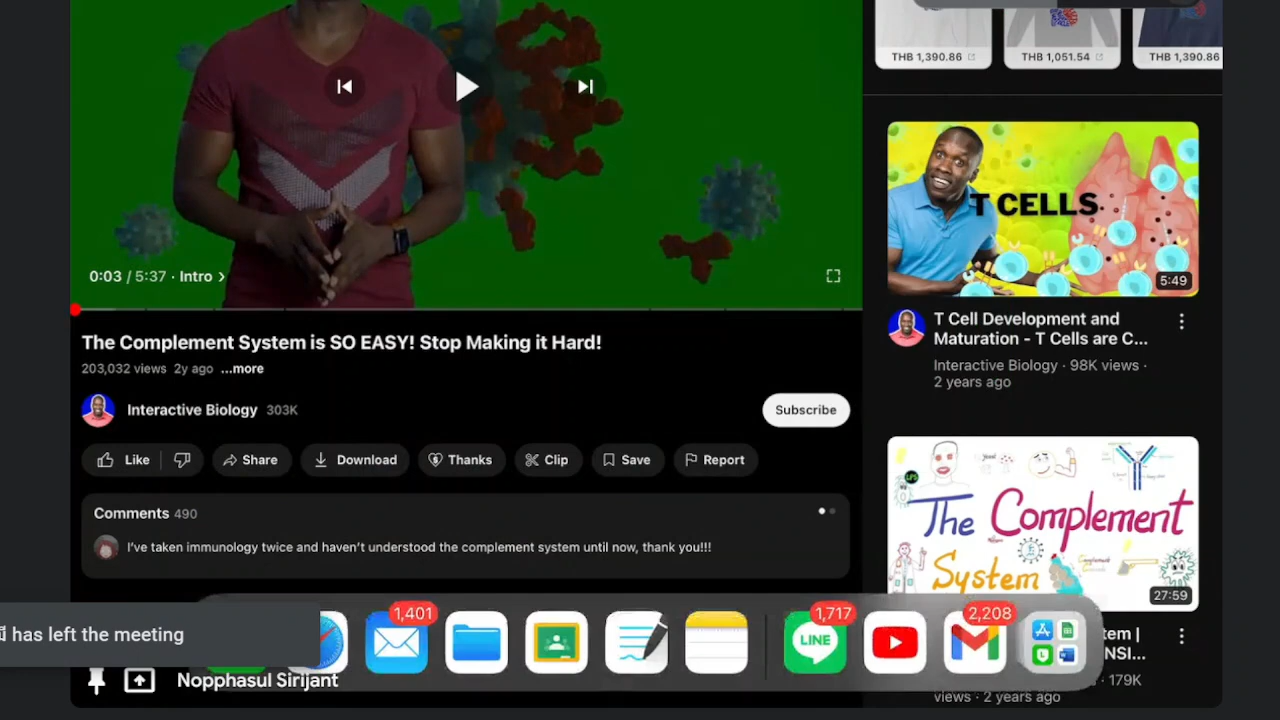 THB 1,390.86
THB 1,051.54
THB 1,390.86
0:03 / 5:37 · Intro
The Complement System is SO EASY! Stop Making it Hard!
203,032 views 2y ago ...more
Interactive Biology 303K
Subscribe
Like
Share
Download
Thanks
Clip
Save
Report
Comments 490
I've taken immunology twice and haven't understood the complement system until now, thank you!!!
T CELLS
5:49
T Cell Development and
Maturation - T Cells are C...
Interactive Biology · 98K views ·
2 years ago
The Complement
System
27:59
tem |
NSI...
· 179K
views · 2 years ago
has left the meeting
1,401
1,717
LINE
2,208
Nopphasul Sirijant